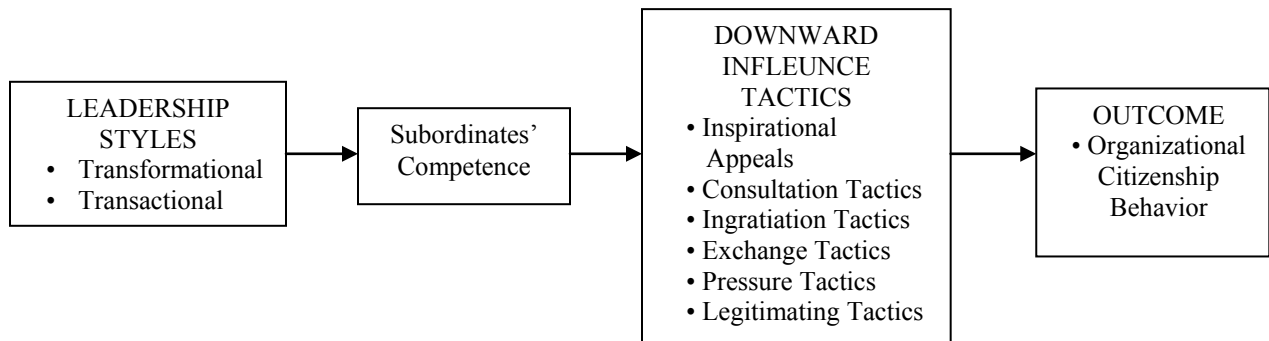 LEADERSHIP
STYLES
• Transformational
• Transactional
Subordinates’
Competence
DOWNWARD
INFLEUNCE
TACTICS
• Inspirational
Appeals
• Consultation Tactics
• Ingratiation Tactics
• Exchange Tactics
• Pressure Tactics
• Legitimating Tactics
OUTCOME
• Organizational
Citizenship
Behavior